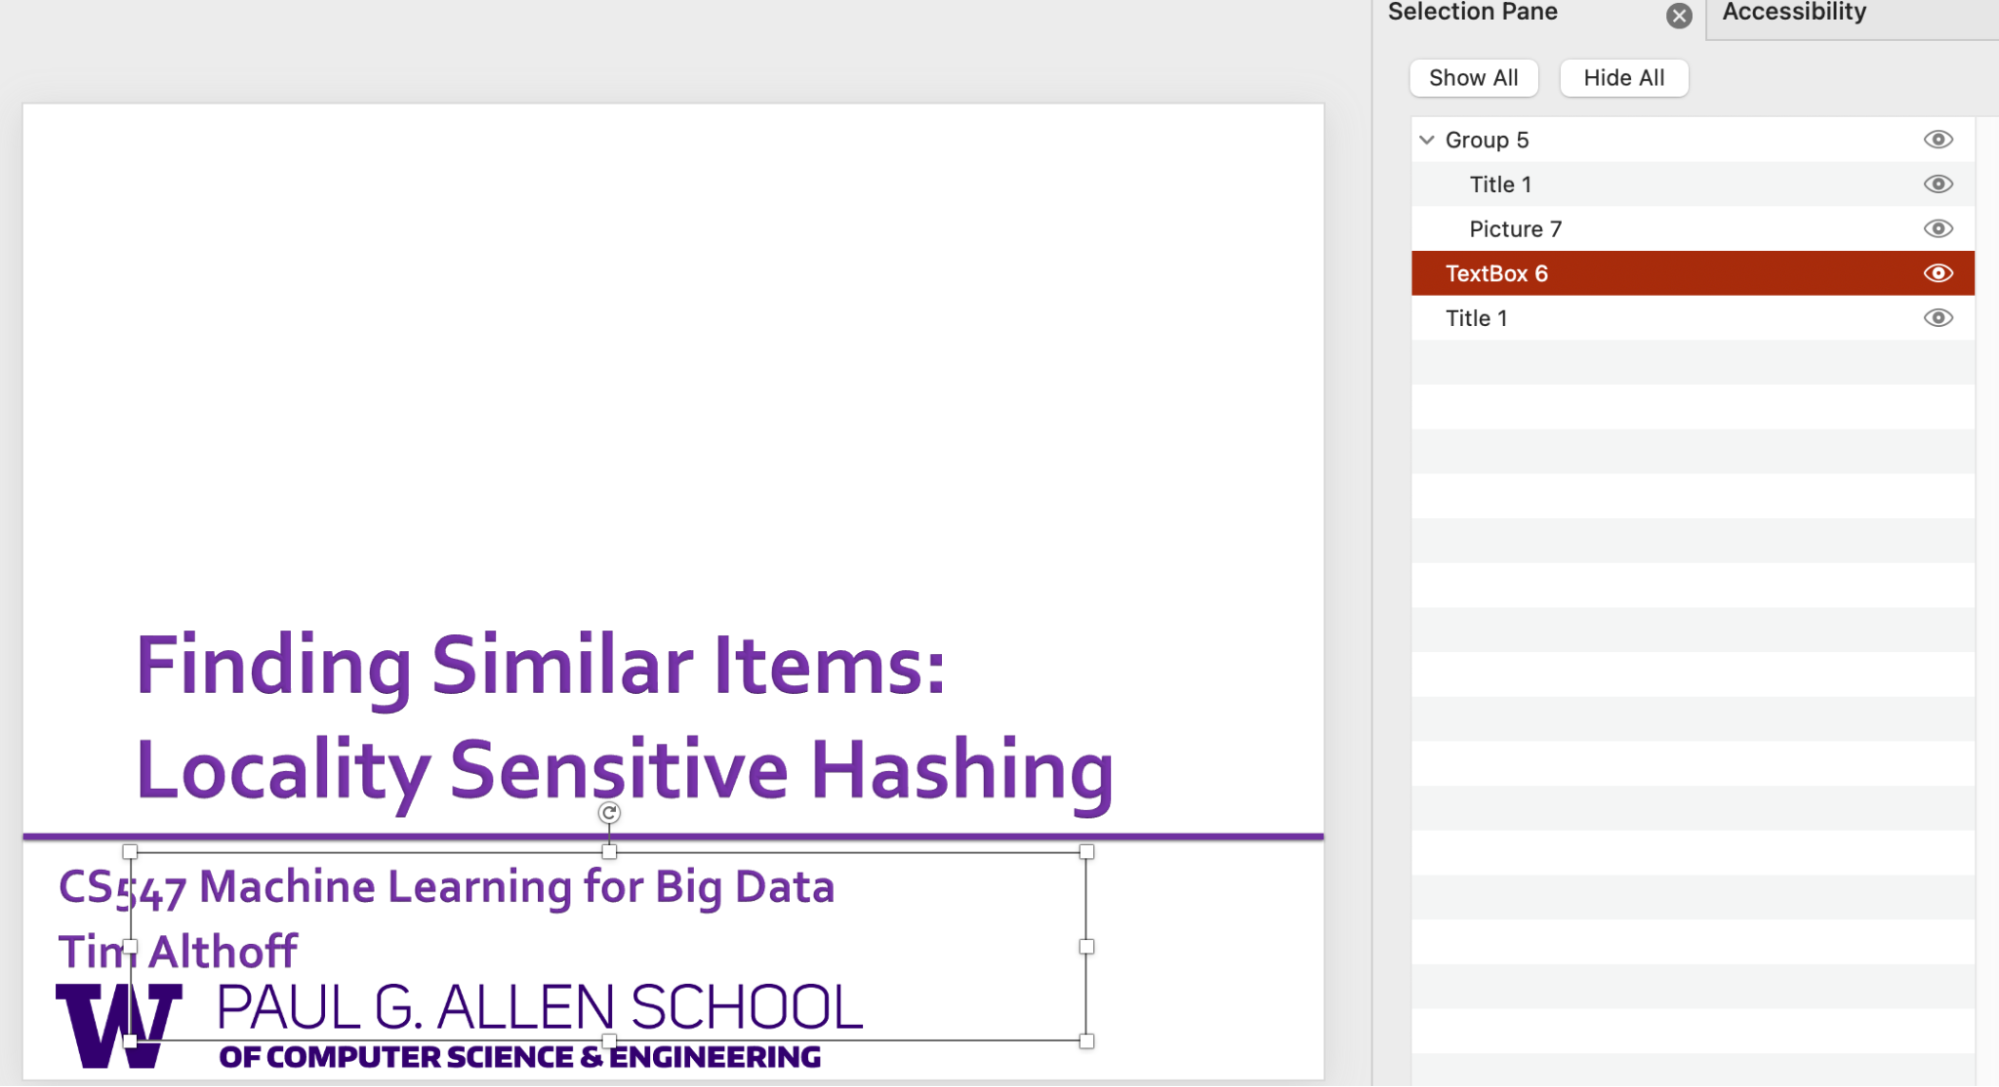 Selection Pane
Accessibility
Show All
Hide All
Group 5
Title 1
Picture 7
TextBox 6
Title 1
Finding Similar Items:
Locality Sensitive Hashing
CS547 Machine Learning for Big Data
Tim Althoff
W PAUL G. ALLEN SCHOOL
OF COMPUTER SCIENCE & ENGINEERING